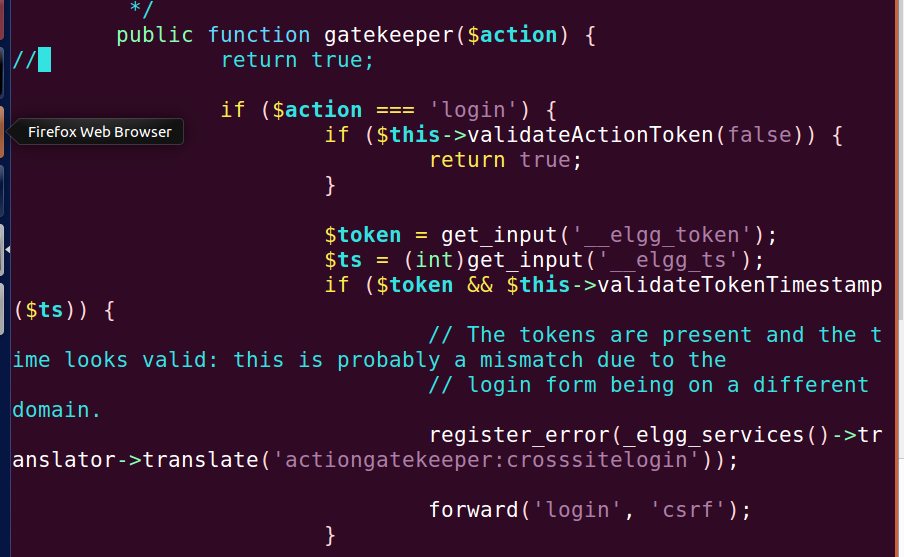 */
public function gatekeeper($action) {
// return true;
if ($action === 'login') {
Firefox Web Browser
if ($this->validateActionToken(false)) {
return true;
}
$token = get_input('__elgg_token');
$ts = (int)get_input('__elgg_ts');
if ($token && $this->validateTokenTimestamp
($ts)) {
// The tokens are present and the t
ime looks valid: this is probably a mismatch due to the
// login form being on a different
domain.
register_error(_elgg_services()->tr
anslator->translate('actiongatekeeper:crosssitelogin'));
forward('login', 'csrf');
}